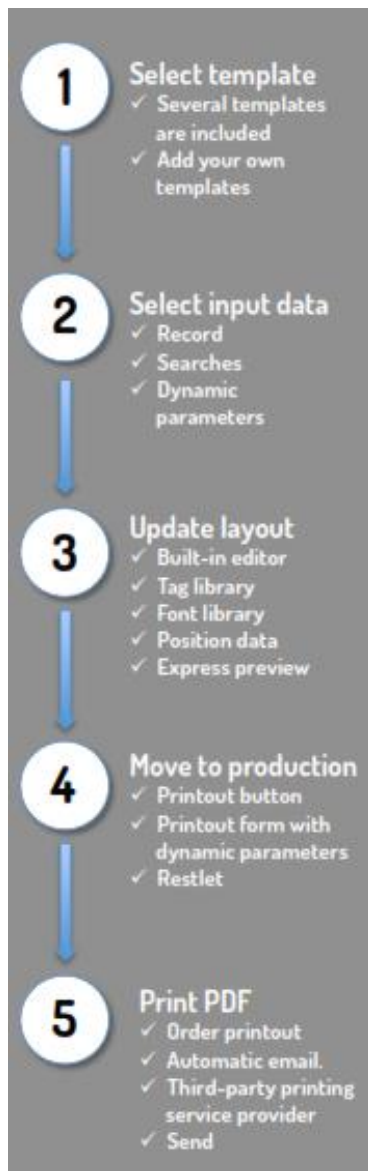 1
Select template
✓ Several templates
are included
✓ Add your own
templates
2
Select input data
✓ Record
✓ Searches
✓ Dynamic
parameters
3
Update layout
✓ Built-in editor
✓ Tag library
✓ Font library
✓ Position data
✓ Express preview
4
Move to production
✓ Printout button
✓ Printout form with
dynamic parameters
✓ Restlet
5
Print PDF
✓ Order printout
✓ Automatic email.
✓ Third-party printing
service provider
✓ Send